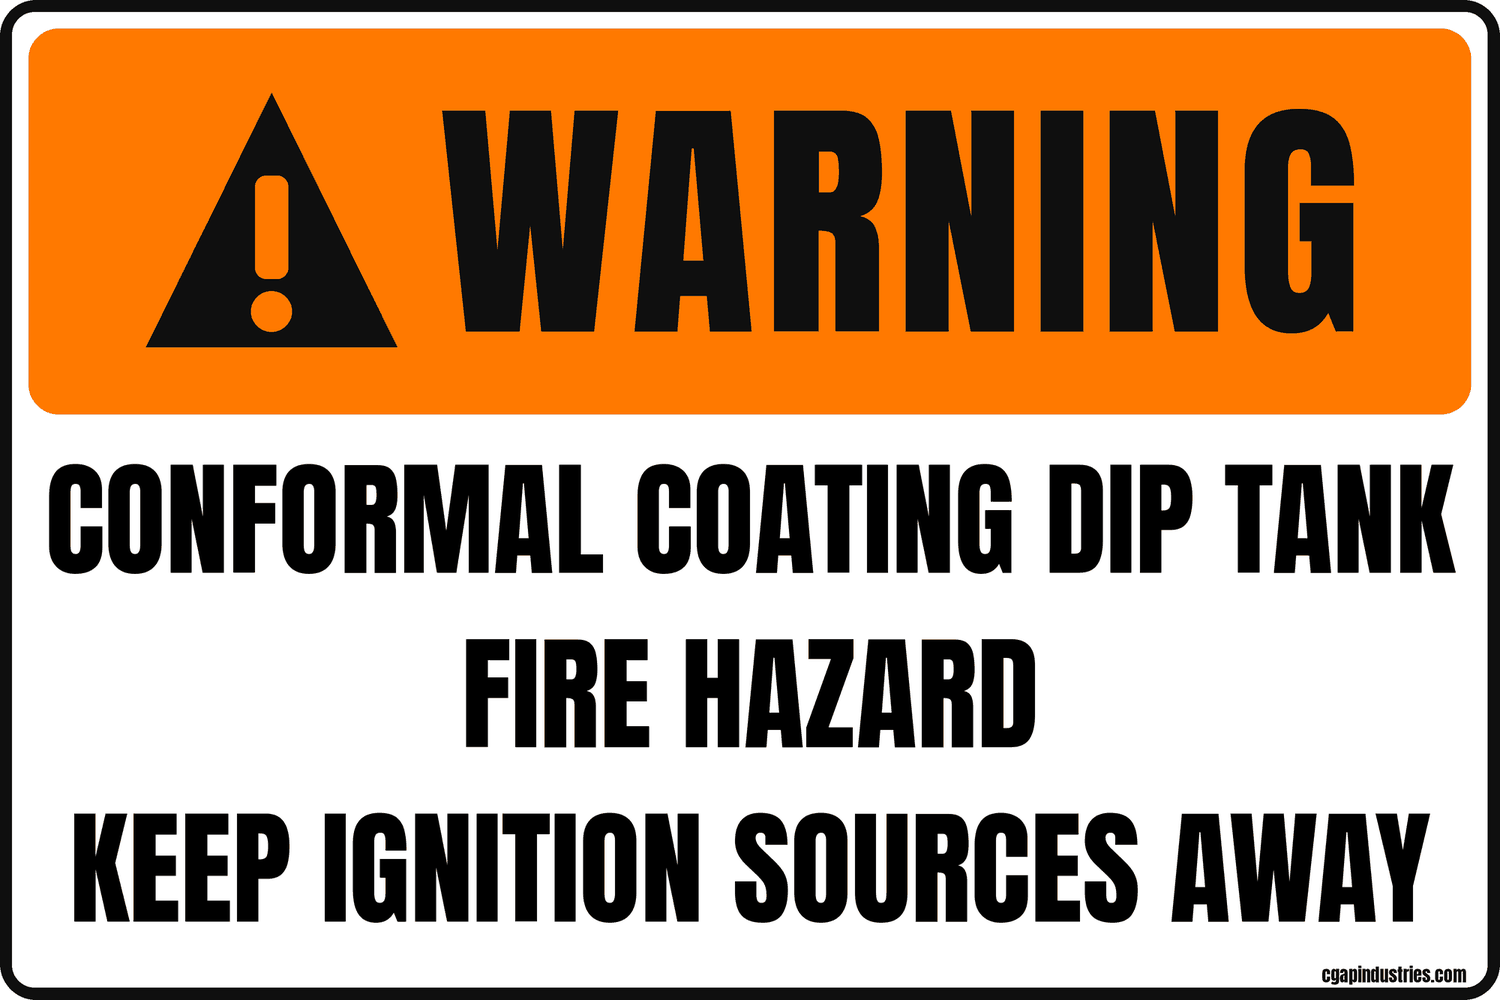 WARNING
CONFORMAL COATING DIP TANK
FIRE HAZARD
KEEP IGNITION SOURCES AWAY
cgapindustries.com